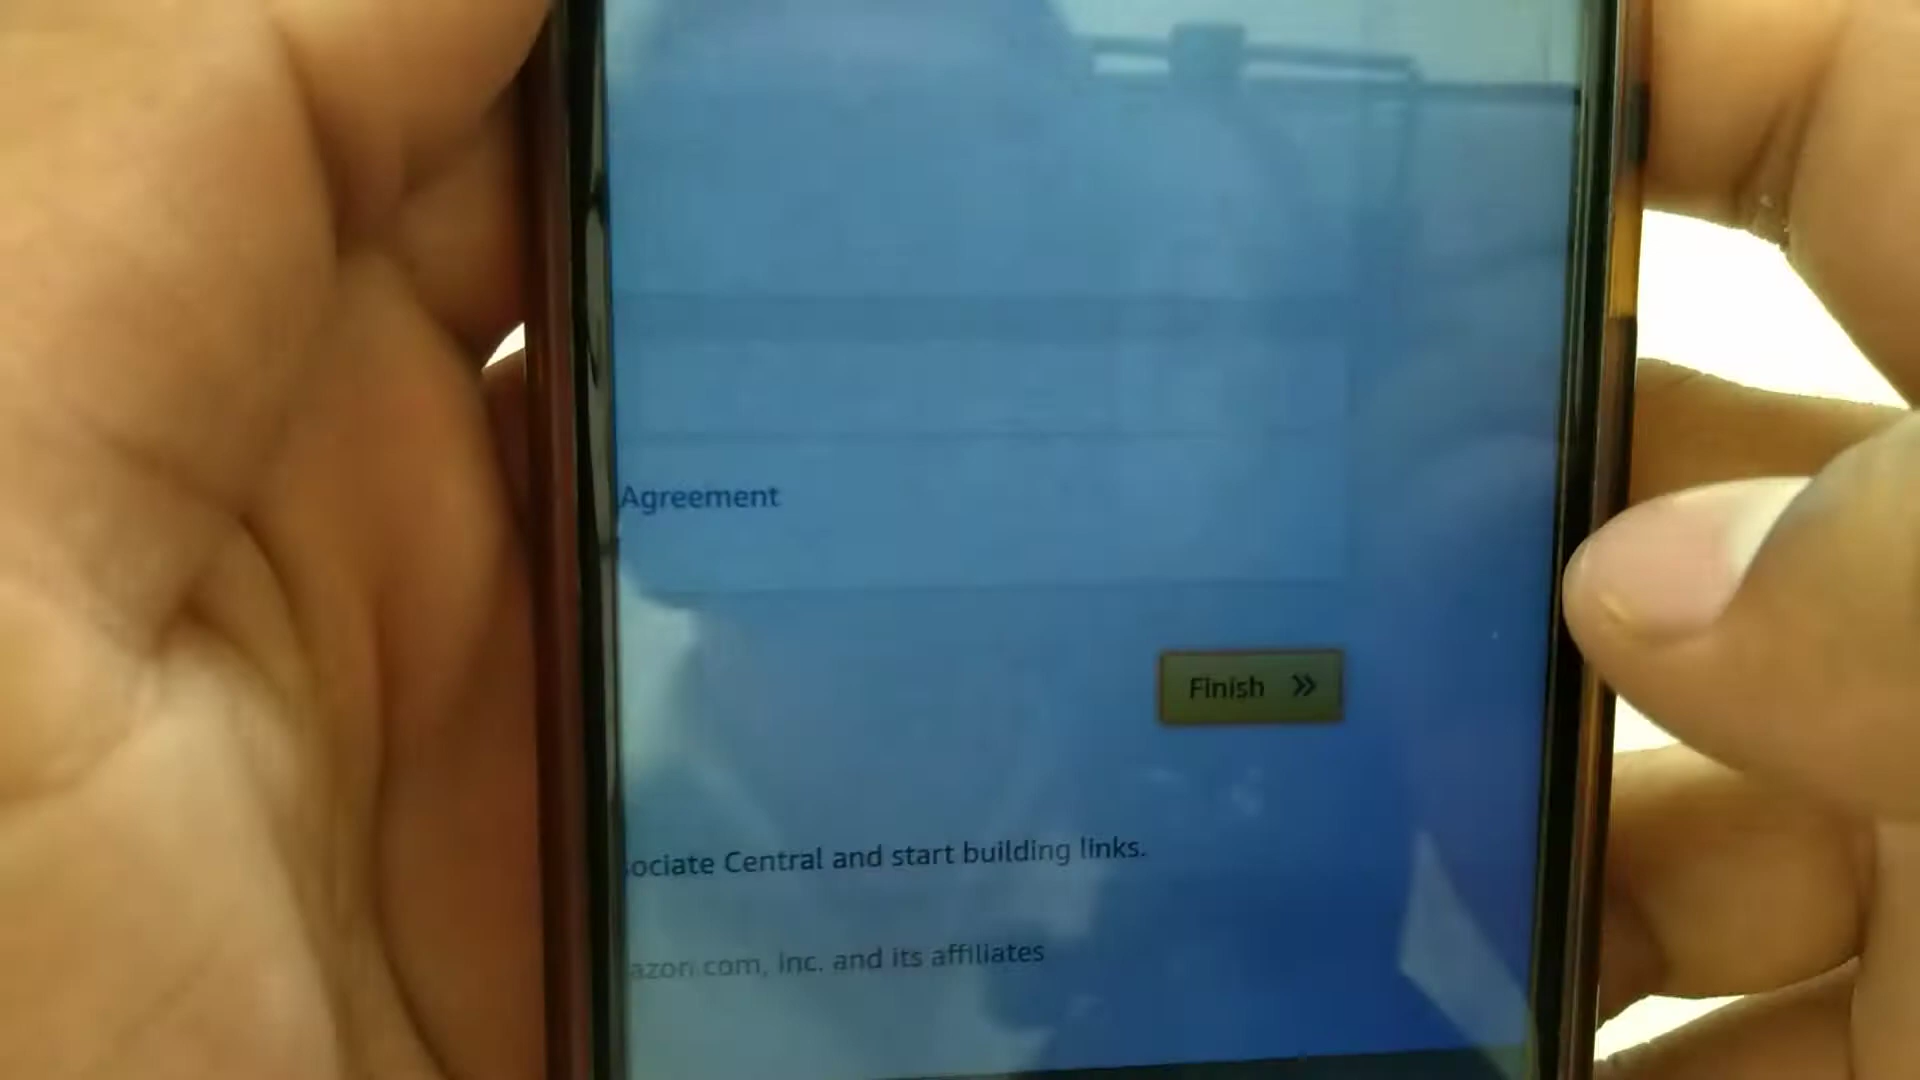 Agreement
Finish »
ociate Central and start building links.
azon.com, Inc. and its affiliates